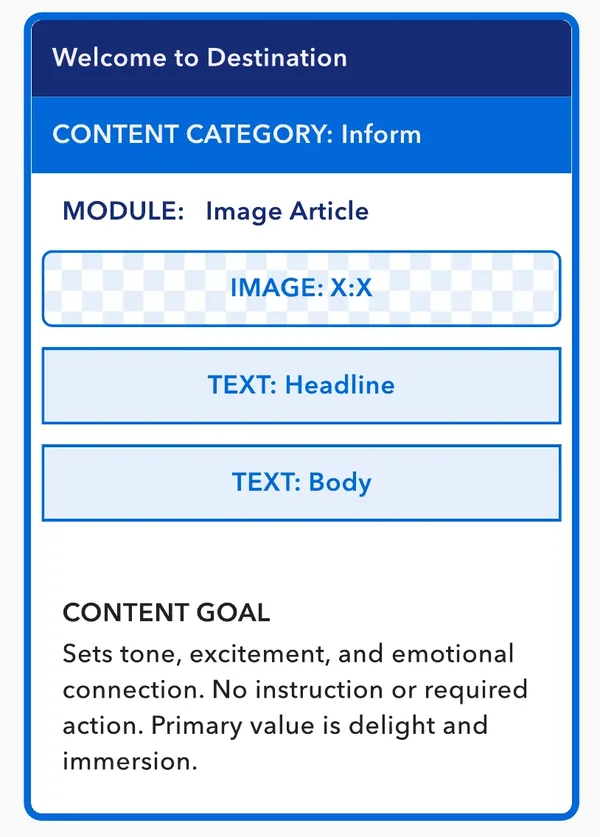 Welcome to Destination
CONTENT CATEGORY: Inform
MODULE: Image Article
IMAGE: X:X
TEXT: Headline
TEXT: Body
CONTENT GOAL
Sets tone, excitement, and emotional
connection. No instruction or required
action. Primary value is delight and
immersion.